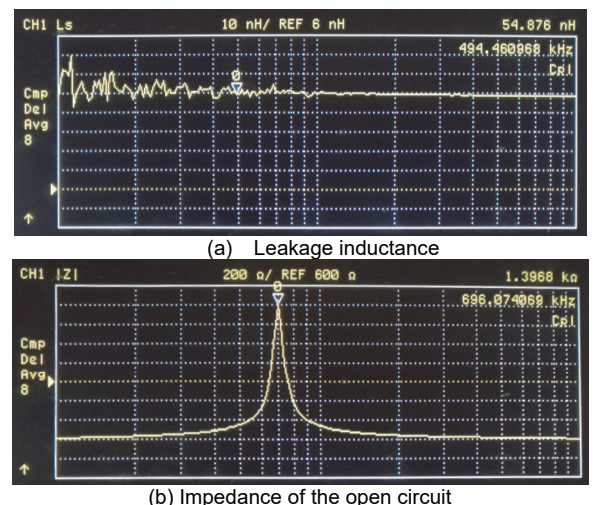 CH1 Ls 10 nH/ REF 6 nH 54.876 nH
494.460968 kHz
Cpl
0
Cmp
Del
Avg
8
(a) Leakage inductance
CH1 |Z| 200 Ω/ REF 600 Ω 1.3968 kΩ
0
696.074069 kHz
Cpl
Cmp
Del
Avg
8
(b) Impedance of the open circuit